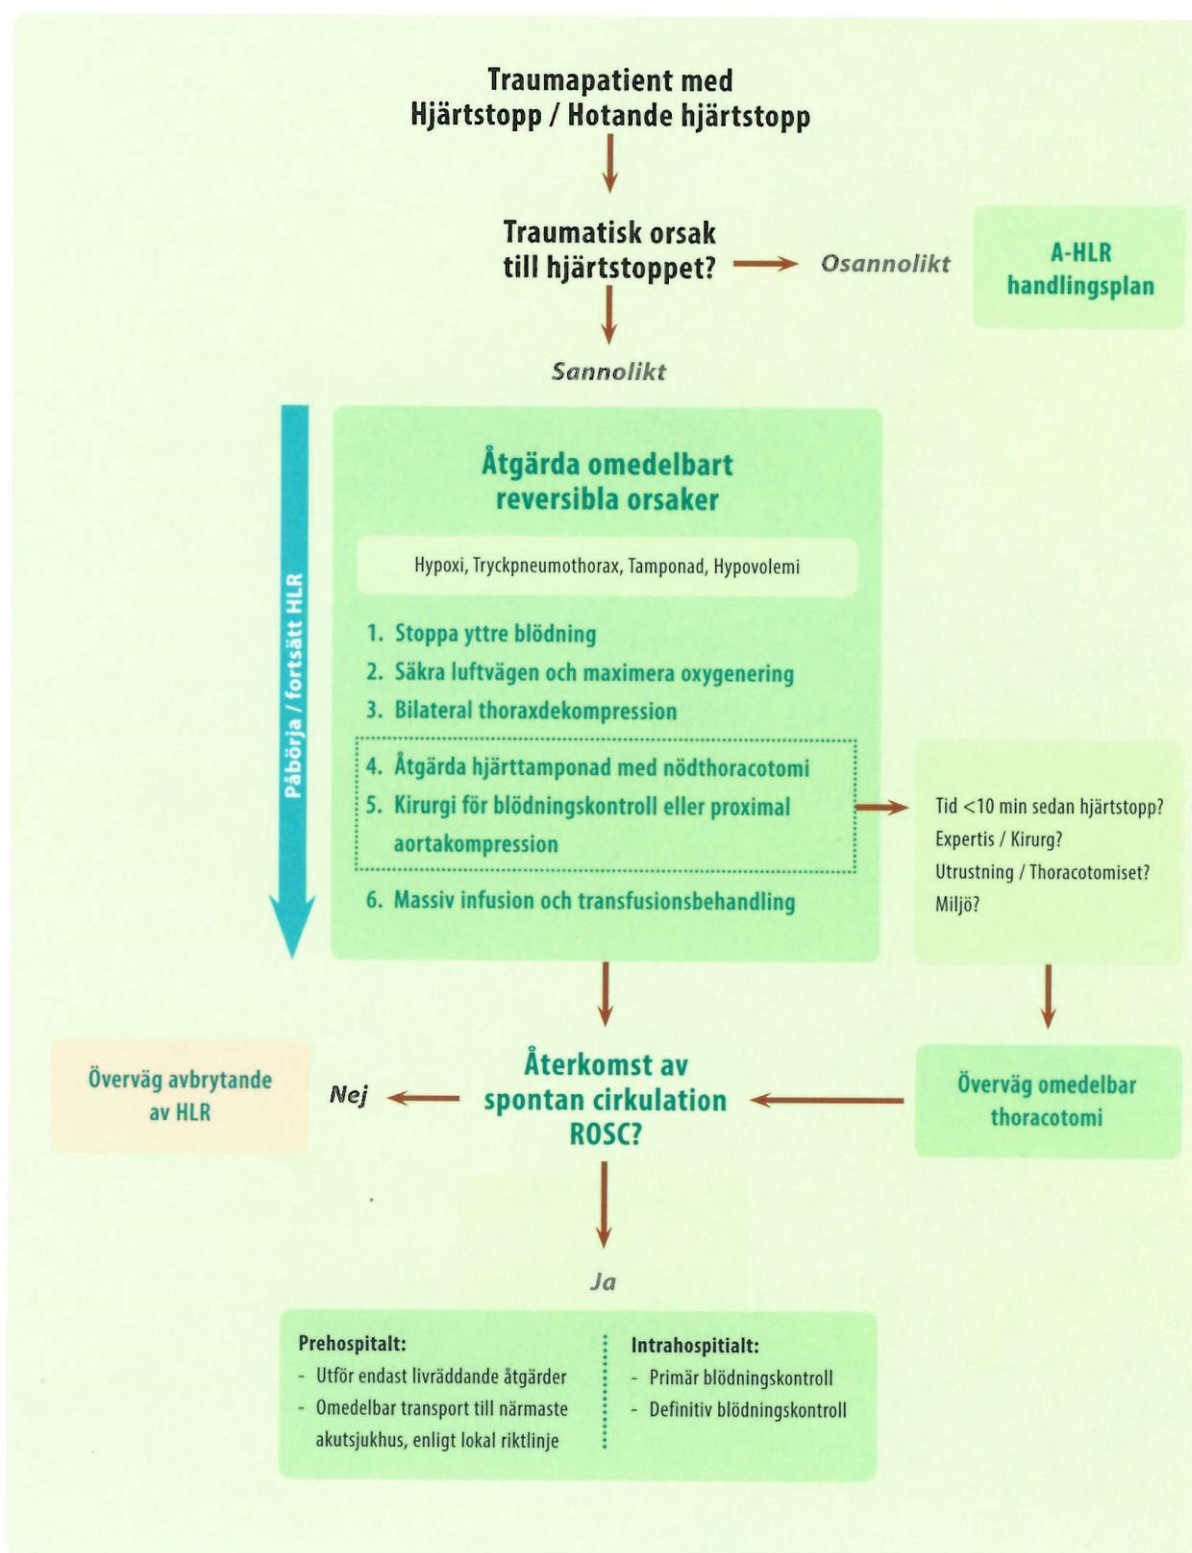 Traumapatient med
Hjärtstopp / Hotande hjärtstopp
Traumatisk orsak
till hjärtstoppet?
Osannolikt
A-HLR
handlingsplan
Sannolikt
Påbörja / fortsätt HLR
Åtgärda omedelbart
reversibla orsaker
Hypoxi, Tryckpneumothorax, Tamponad, Hypovolemi
1. Stoppa yttre blödning
2. Säkra luftvägen och maximera oxygenering
3. Bilateral thoraxdekompression
4. Åtgärda hjärttamponad med nödthoracotomi
5. Kirurgi för blödningskontroll eller proximal
aortakompression
6. Massiv infusion och transfusionsbehandling
Tid <10 min sedan hjärtstopp?
Expertis / Kirurg?
Utrustning / Thoracotomiset?
Miljö?
Överväg omedelbar
thoracotomi
Återkomst av
spontan cirkulation
ROSC?
Nej
Överväg avbrytande
av HLR
Ja
Prehospitalt:
- Utför endast livräddande åtgärder
- Omedelbar transport till närmaste
akutsjukhus, enligt lokal riktlinje
Intrahospitialt:
- Primär blödningskontroll
- Definitiv blödningskontroll